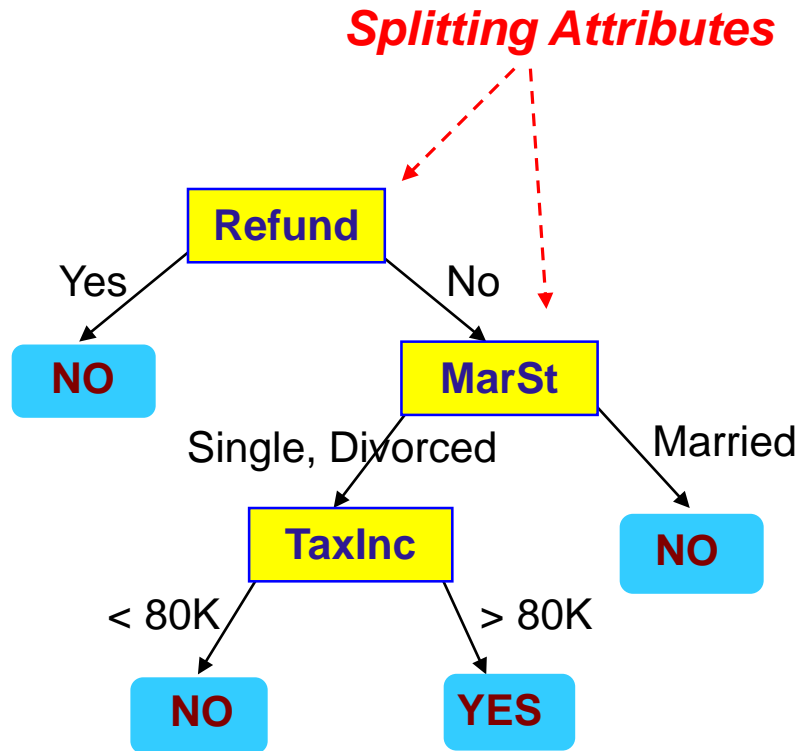 Splitting Attributes
Refund
Yes
No
NO
MarSt
Single, Divorced
Married
TaxInc
NO
< 80K
> 80K
NO
YES